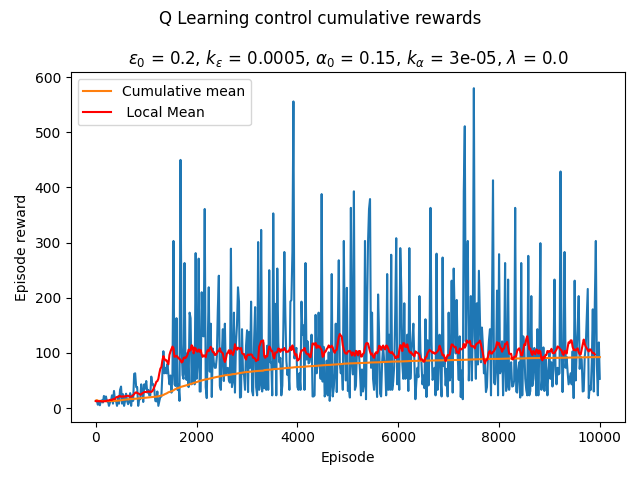 Q Learning control cumulative rewards
ε₀ = 0.2, kε = 0.0005, α₀ = 0.15, kα = 3e-05, λ = 0.0
Cumulative mean
Local Mean
Episode reward
600
500
400
300
200
100
0
0 2000 4000 6000 8000 10000
Episode